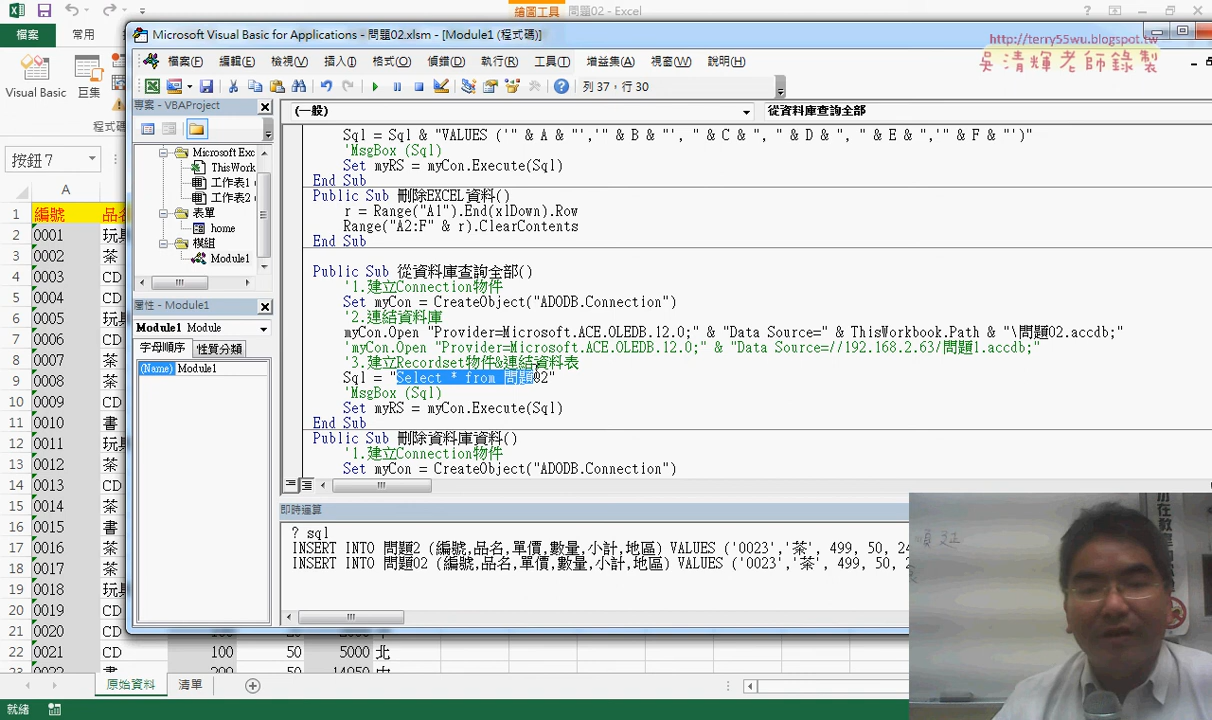 繪圖工具 問題02 - Excel
檔案 常用
Visual Basic 巨集
程式碼
按鈕 7
Microsoft Visual Basic for Applications - 問題02.xlsm - [Module1 (程式碼)]
http://terry55wu.blogspot.tw
吳清輝老師錄製
檔案(F) 編輯(E) 檢視(V) 插入(I) 格式(O) 偵錯(D) 執行(R) 工具(T) 增益集(A) 視窗(W) 說明(H)
列 37，行 30
專案 - VBAProject
Microsoft Exc
ThisWork
工作表1
工作表2
表單
home
模組
Module1
屬性 - Module1
Module1 Module
字母順序 性質分類
(Name) Module1
(一般) 從資料庫查詢全部
Sql = Sql & "VALUES ('" & A & "','" & B & "', " & C & ", " & D & ", " & E & ",'" & F & "')"
'MsgBox (Sql)
Set myRS = myCon.Execute(Sql)
End Sub
Public Sub 刪除EXCEL資料()
r = Range("A1").End(xlDown).Row
Range("A2:F" & r).ClearContents
End Sub
Public Sub 從資料庫查詢全部()
'1.建立Connection物件
Set myCon = CreateObject("ADODB.Connection")
'2.連結資料庫
myCon.Open "Provider=Microsoft.ACE.OLEDB.12.0;" & "Data Source=" & ThisWorkbook.Path & "\問題02.accdb;"
'myCon.Open "Provider=Microsoft.ACE.OLEDB.12.0;" & "Data Source=//192.168.2.63/問題1.accdb;"
'3.建立Recordset物件&連結資料表
Sql = "Select * from 問題02"
'MsgBox (Sql)
Set myRS = myCon.Execute(Sql)
End Sub
Public Sub 刪除資料庫資料()
'1.建立Connection物件
Set myCon = CreateObject("ADODB.Connection")
即時運算
? sql
INSERT INTO 問題2 (編號,品名,單價,數量,小計,地區) VALUES ('0023','茶', 499, 50, 24
INSERT INTO 問題02 (編號,品名,單價,數量,小計,地區) VALUES ('0023','茶', 499, 50, 2
A
1 編號 品名
2 0001 玩具
3 0002 茶
4 0003 CD
5 0004 CD
6 0005 玩具
7 0006 茶
8 0007 茶
9 0008 CD
10 0009 CD
11 0010 書
12 0011 玩具
13 0012 茶
14 0013 CD
15 0014 茶
16 0015 書
17 0016 茶
18 0017 茶
19 0018 玩具
20 0019 CD
21 0020 CD
22 0021 CD 100 50 5000 北
原始資料 清單
就緒